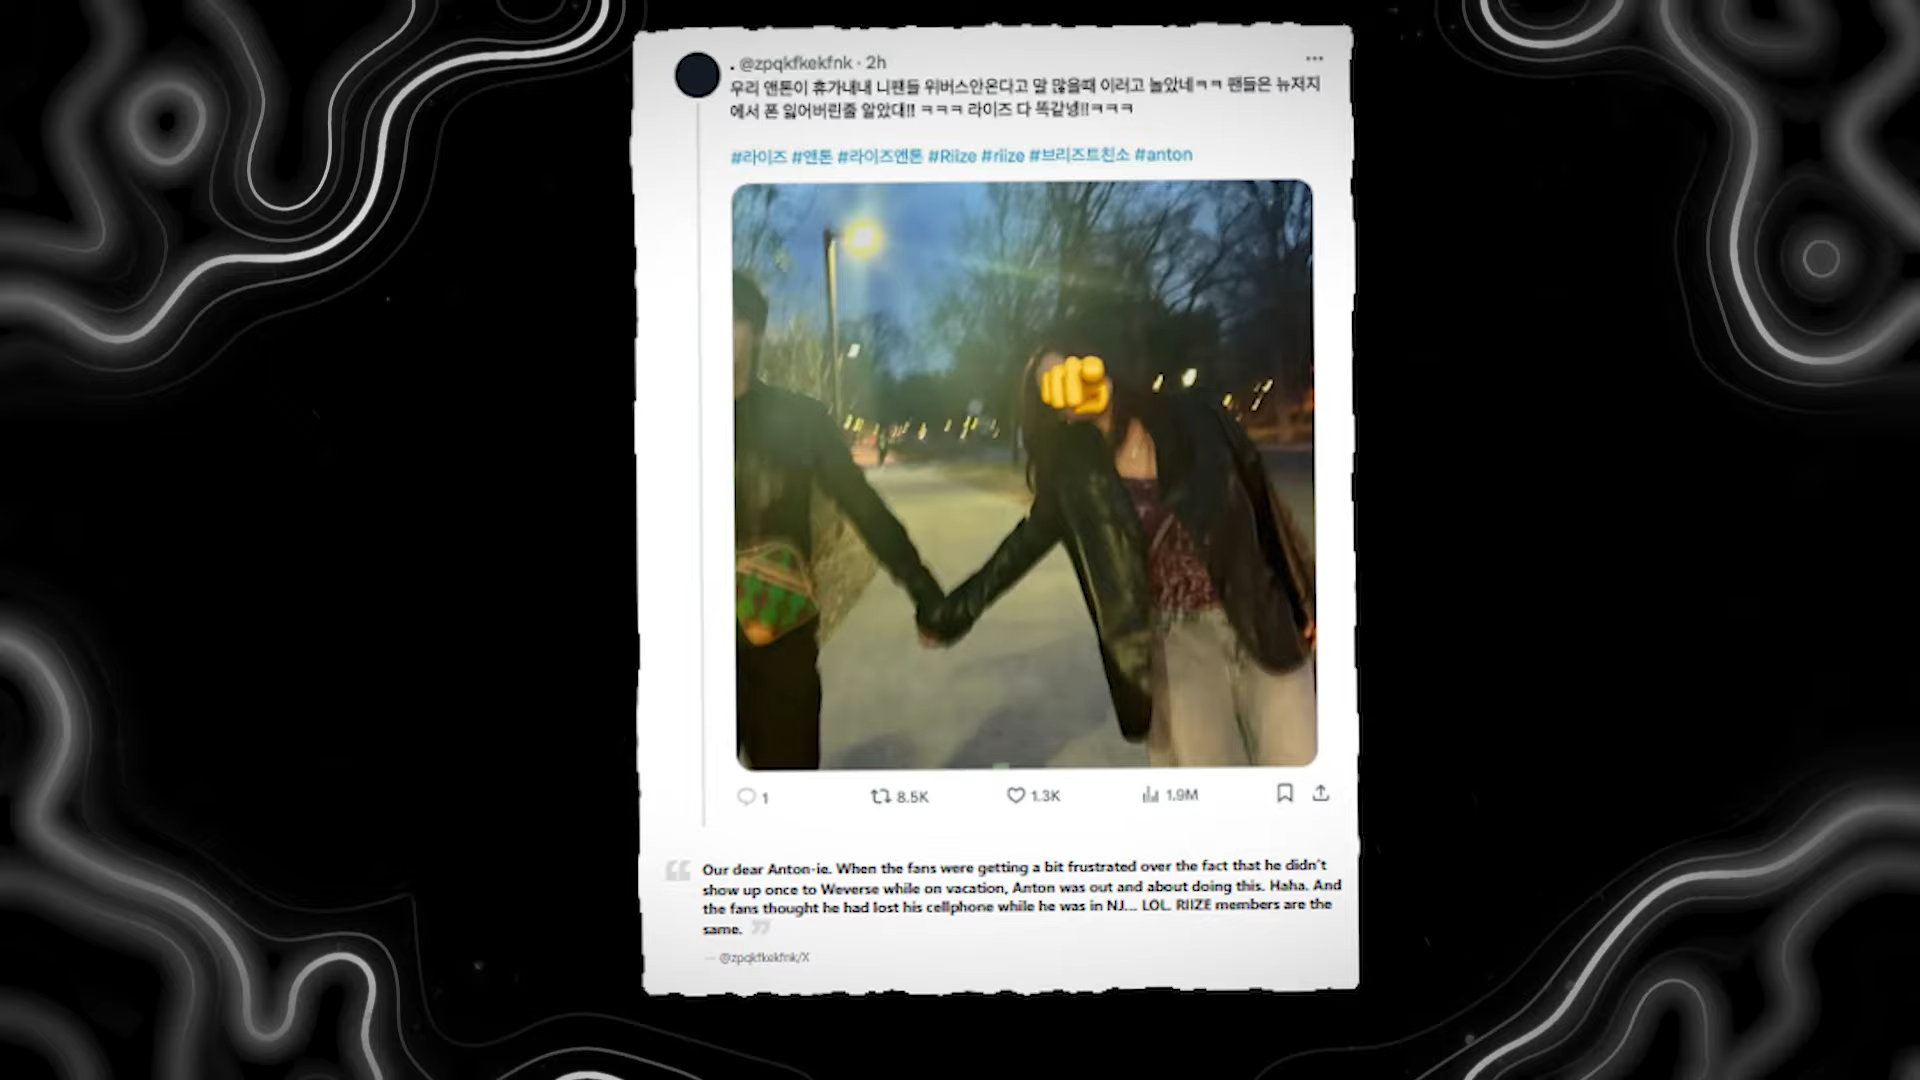 . @zpqkfkekfnk · 2h
우리 앤톤이 휴가내내 니팬들 위버스안온다고 말 많을때 이러고 놀았네ㅋㅋ 팬들은 뉴저지
에서 폰 잃어버린줄 알았대!! ㅋㅋㅋ 라이즈 다 똑같넹!!ㅋㅋㅋ
#라이즈 #앤톤 #라이즈앤톤 #Riize #riize #브리즈트친소 #anton
1 8.5K 1.3K 1.9M
“ Our dear Anton-ie. When the fans were getting a bit frustrated over the fact that he didn't
show up once to Weverse while on vacation, Anton was out and about doing this. Haha. And
the fans thought he had lost his cellphone while he was in NJ... LOL. RIIZE members are the
same. ”
— @zpqkfkekfnk/X